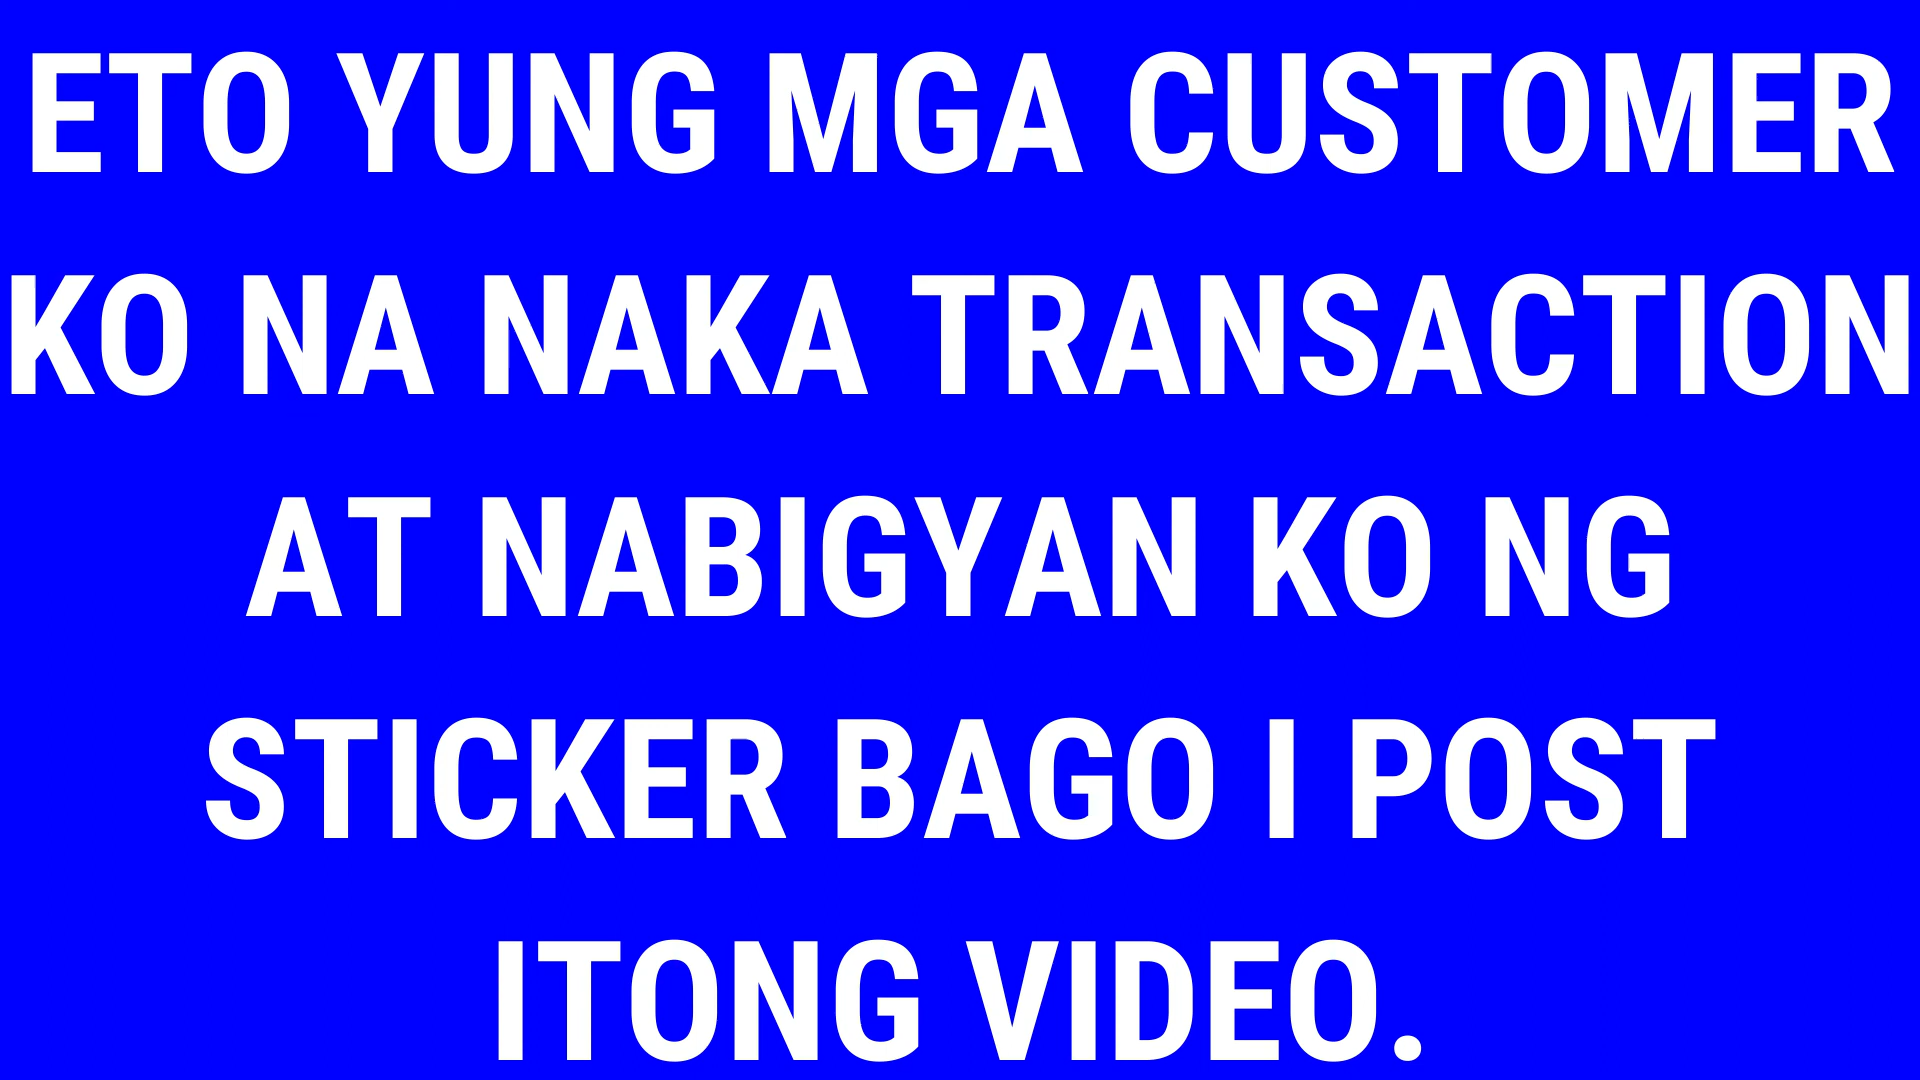 ETO YUNG MGA CUSTOMER
KO NA NAKA TRANSACTION
AT NABIGYAN KO NG
STICKER BAGO I POST
ITONG VIDEO.